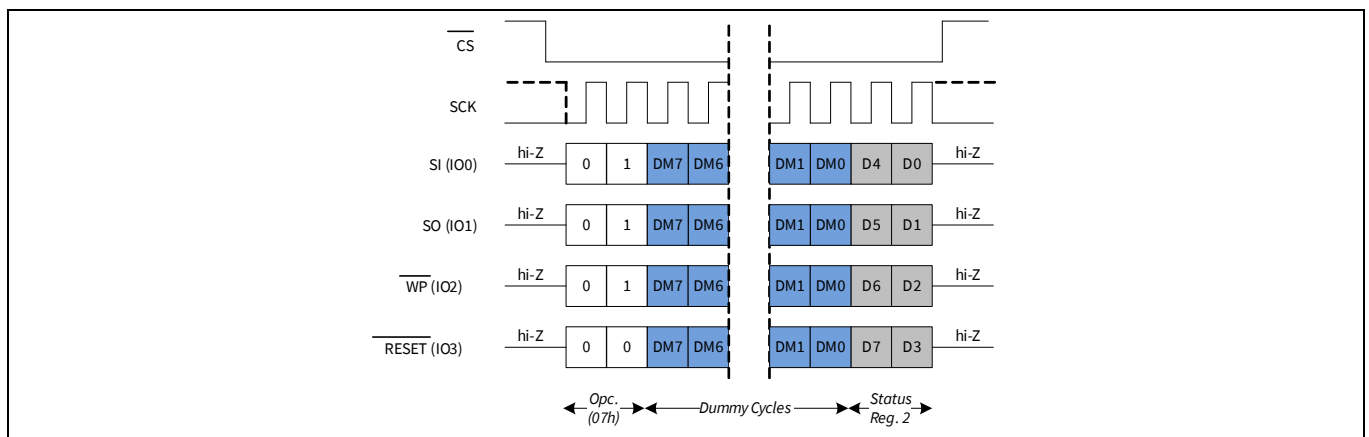 CS
SCK
SI (IO0) hi-Z 0 1 DM7 DM6 DM1 DM0 D4 D0 hi-Z
SO (IO1) hi-Z 0 1 DM7 DM6 DM1 DM0 D5 D1 hi-Z
WP (IO2) hi-Z 0 1 DM7 DM6 DM1 DM0 D6 D2 hi-Z
RESET (IO3) hi-Z 0 0 DM7 DM6 DM1 DM0 D7 D3 hi-Z
Opc. Dummy Cycles Status
(07h) Reg. 2